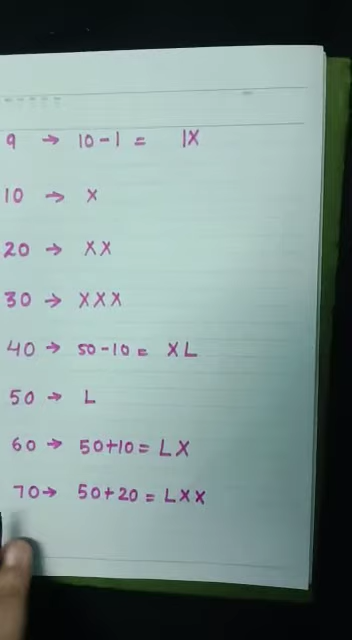 9 → 10 - 1 = IX
10 → X
20 → XX
30 → XXX
40 → 50 - 10 = XL
50 → L
60 → 50 + 10 = LX
70 → 50 + 20 = LXX